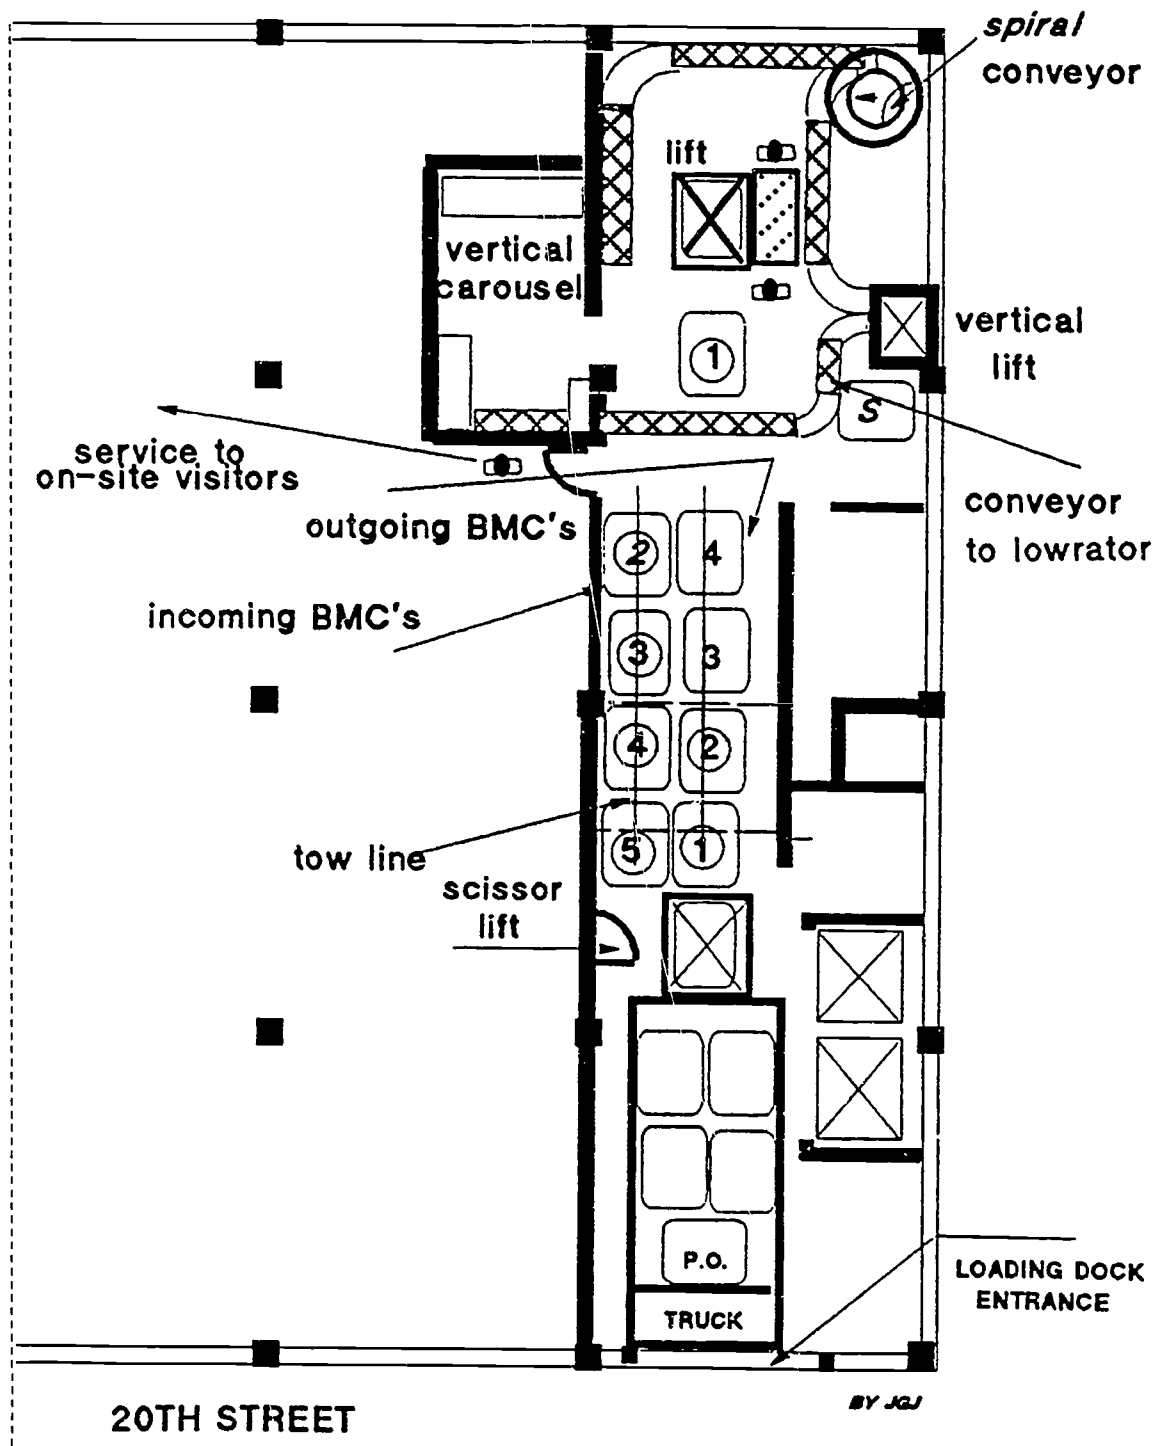 spiral
conveyor
lift
vertical
carousel
1
vertical
lift
S
service to
on-site visitors
conveyor
to lowrator
outgoing BMC's
2 4
incoming BMC's
3 3
4 2
tow line
5 1
scissor
lift
P.O.
TRUCK
LOADING DOCK
ENTRANCE
BY JGJ
20TH STREET